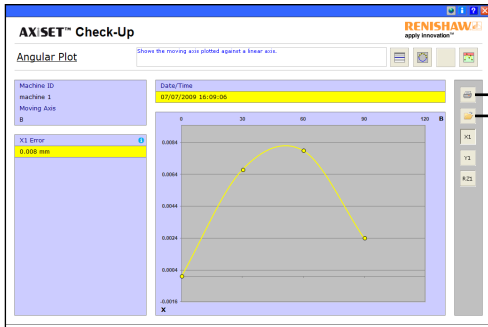 AXISET™ Check-Up
RENISHAW
apply innovation™
Angular Plot
Shows the moving axis plotted against a linear axis.
Machine ID
machine 1
Moving Axis
B
Date/Time
07/07/2009 16:09:06
X1 Error
0.008 mm
0 30 60 90 120 B
0.0084
0.0064
0.0044
0.0024
0.0004
-0.0016
X
X1
Y1
RZ1